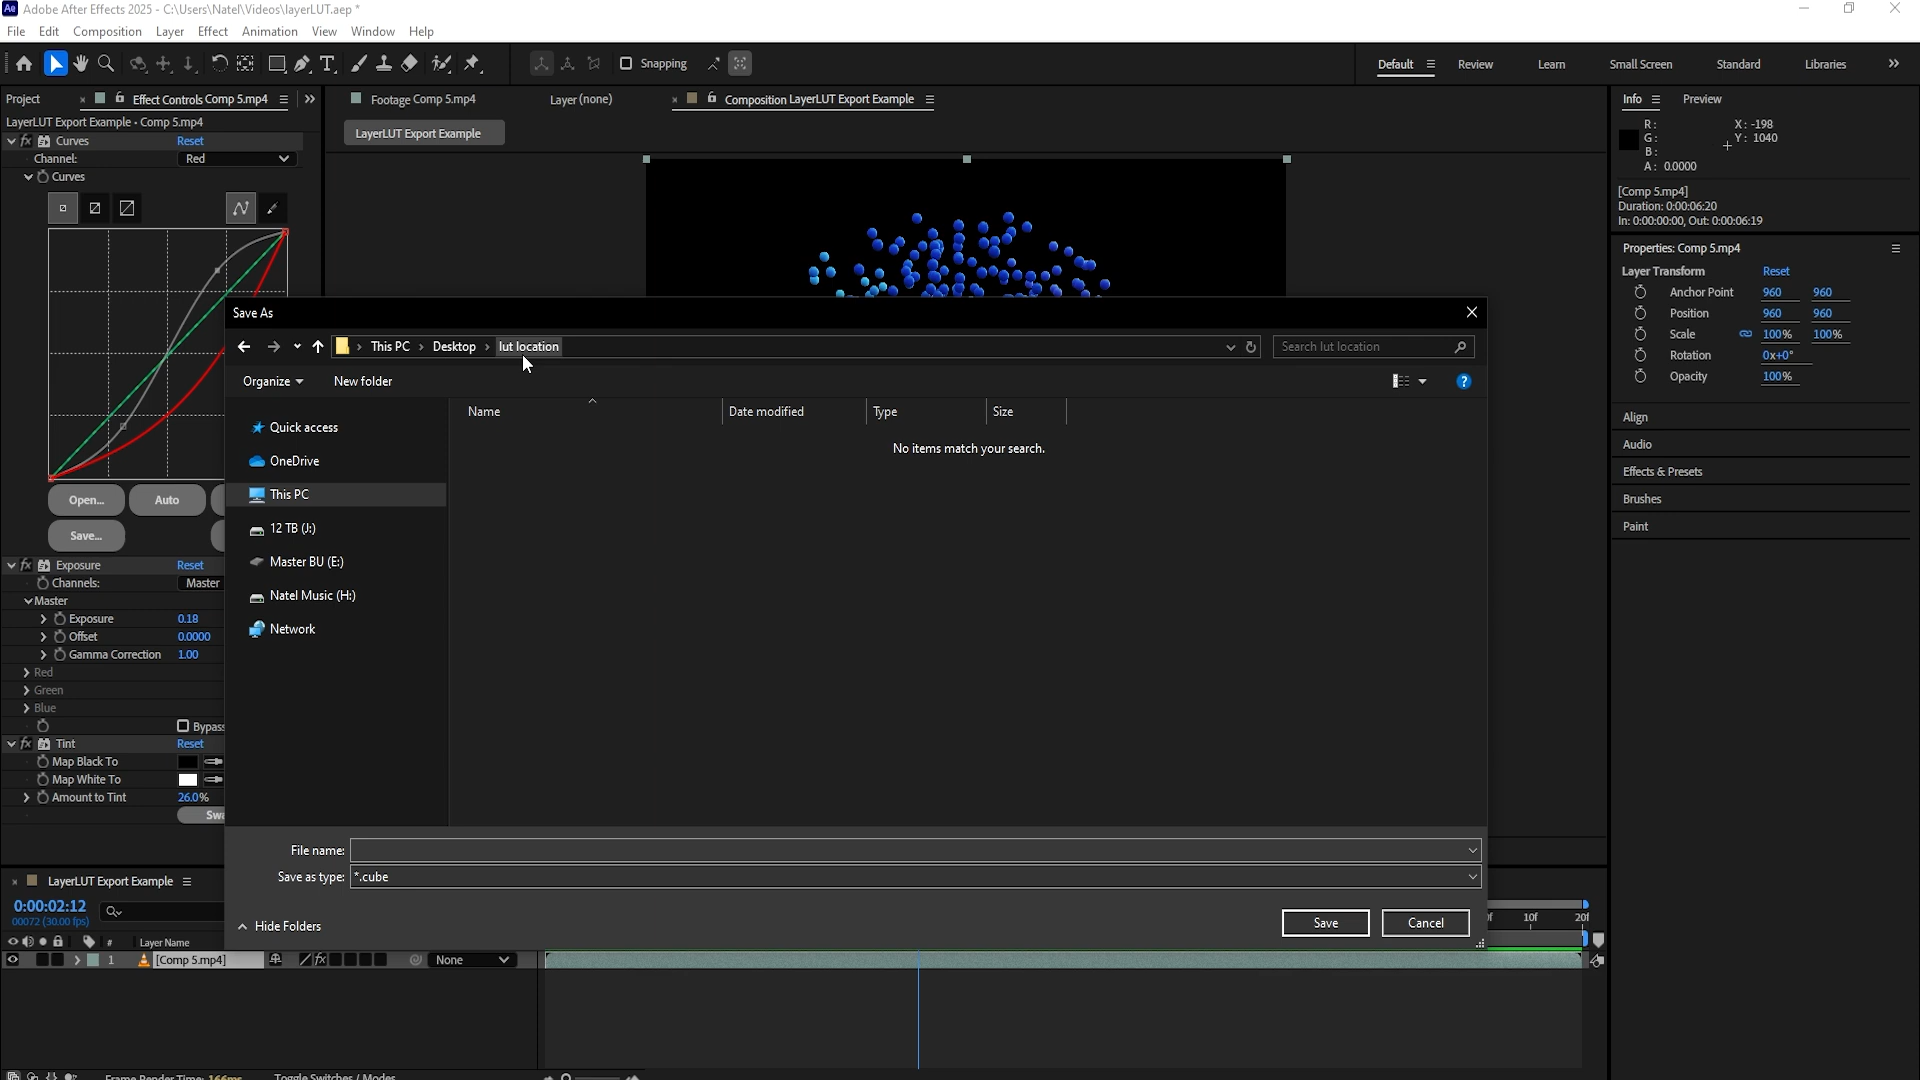 Ae Adobe After Effects 2025 - C:\Users\Natel\Videos\layerLUT.aep *
File Edit Composition Layer Effect Animation View Window Help
Snapping
Default Review Learn Small Screen Standard Libraries
Project Effect Controls Comp 5.mp4
Footage Comp 5.mp4 Layer (none) Composition LayerLUT Export Example
Info Preview
LayerLUT Export Example • Comp 5.mp4
LayerLUT Export Example
R: X: -198
G: Y: 1040
B:
A: 0.0000
fx Curves Reset
Channel: Red
Curves
[Comp 5.mp4]
Duration: 0:00:06:20
In: 0:00:00:00, Out: 0:00:06:19
Properties: Comp 5.mp4
Layer Transform Reset
Anchor Point 960 960
Position 960 960
Scale 100% 100%
Rotation 0x+0°
Opacity 100%
Align
Audio
Effects & Presets
Brushes
Paint
Save As
This PC Desktop lut location
Search lut location
Organize New folder
Name Date modified Type Size
No items match your search.
Quick access
OneDrive
This PC
12 TB (J:)
Master BU (E:)
Natel Music (H:)
Network
File name:
Save as type: *.cube
Hide Folders
Save Cancel
Open... Auto
Save...
fx Exposure Reset
Channels: Master
Master
Exposure 0.18
Offset 0.0000
Gamma Correction 1.00
Red
Green
Blue
Bypass
fx Tint Reset
Map Black To
Map White To
Amount to Tint 26.0%
LayerLUT Export Example
0:00:02:12
00072 (30.00 fps)
10f 20f
# Layer Name
1 [Comp 5.mp4] fx None
Frame Render Time: 166ms Toggle Switches / Modes